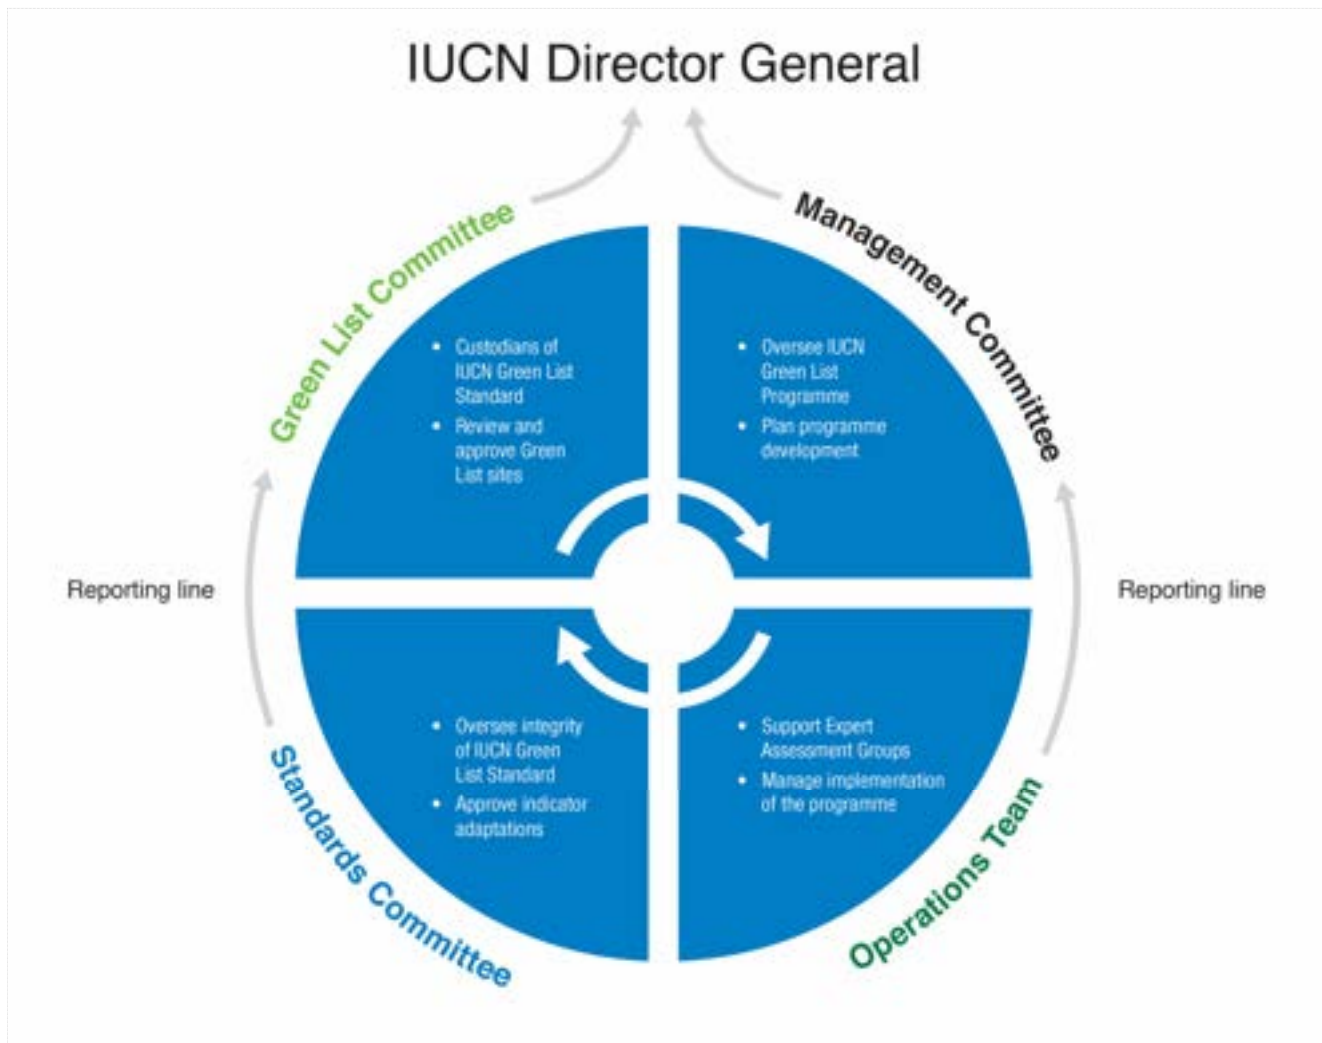 IUCN Director General
Green List Committee
Management Committee
• Custodians of
IUCN Green List
Standard
• Review and
approve Green
List sites
• Oversee IUCN
Green List
Programme
• Plan programme
development
Reporting line
Reporting line
• Oversee integrity
of IUCN Green
List Standard
• Approve indicator
adaptations
• Support Expert
Assessment Groups
• Manage implementation
of the programme
Standards Committee
Operations Team